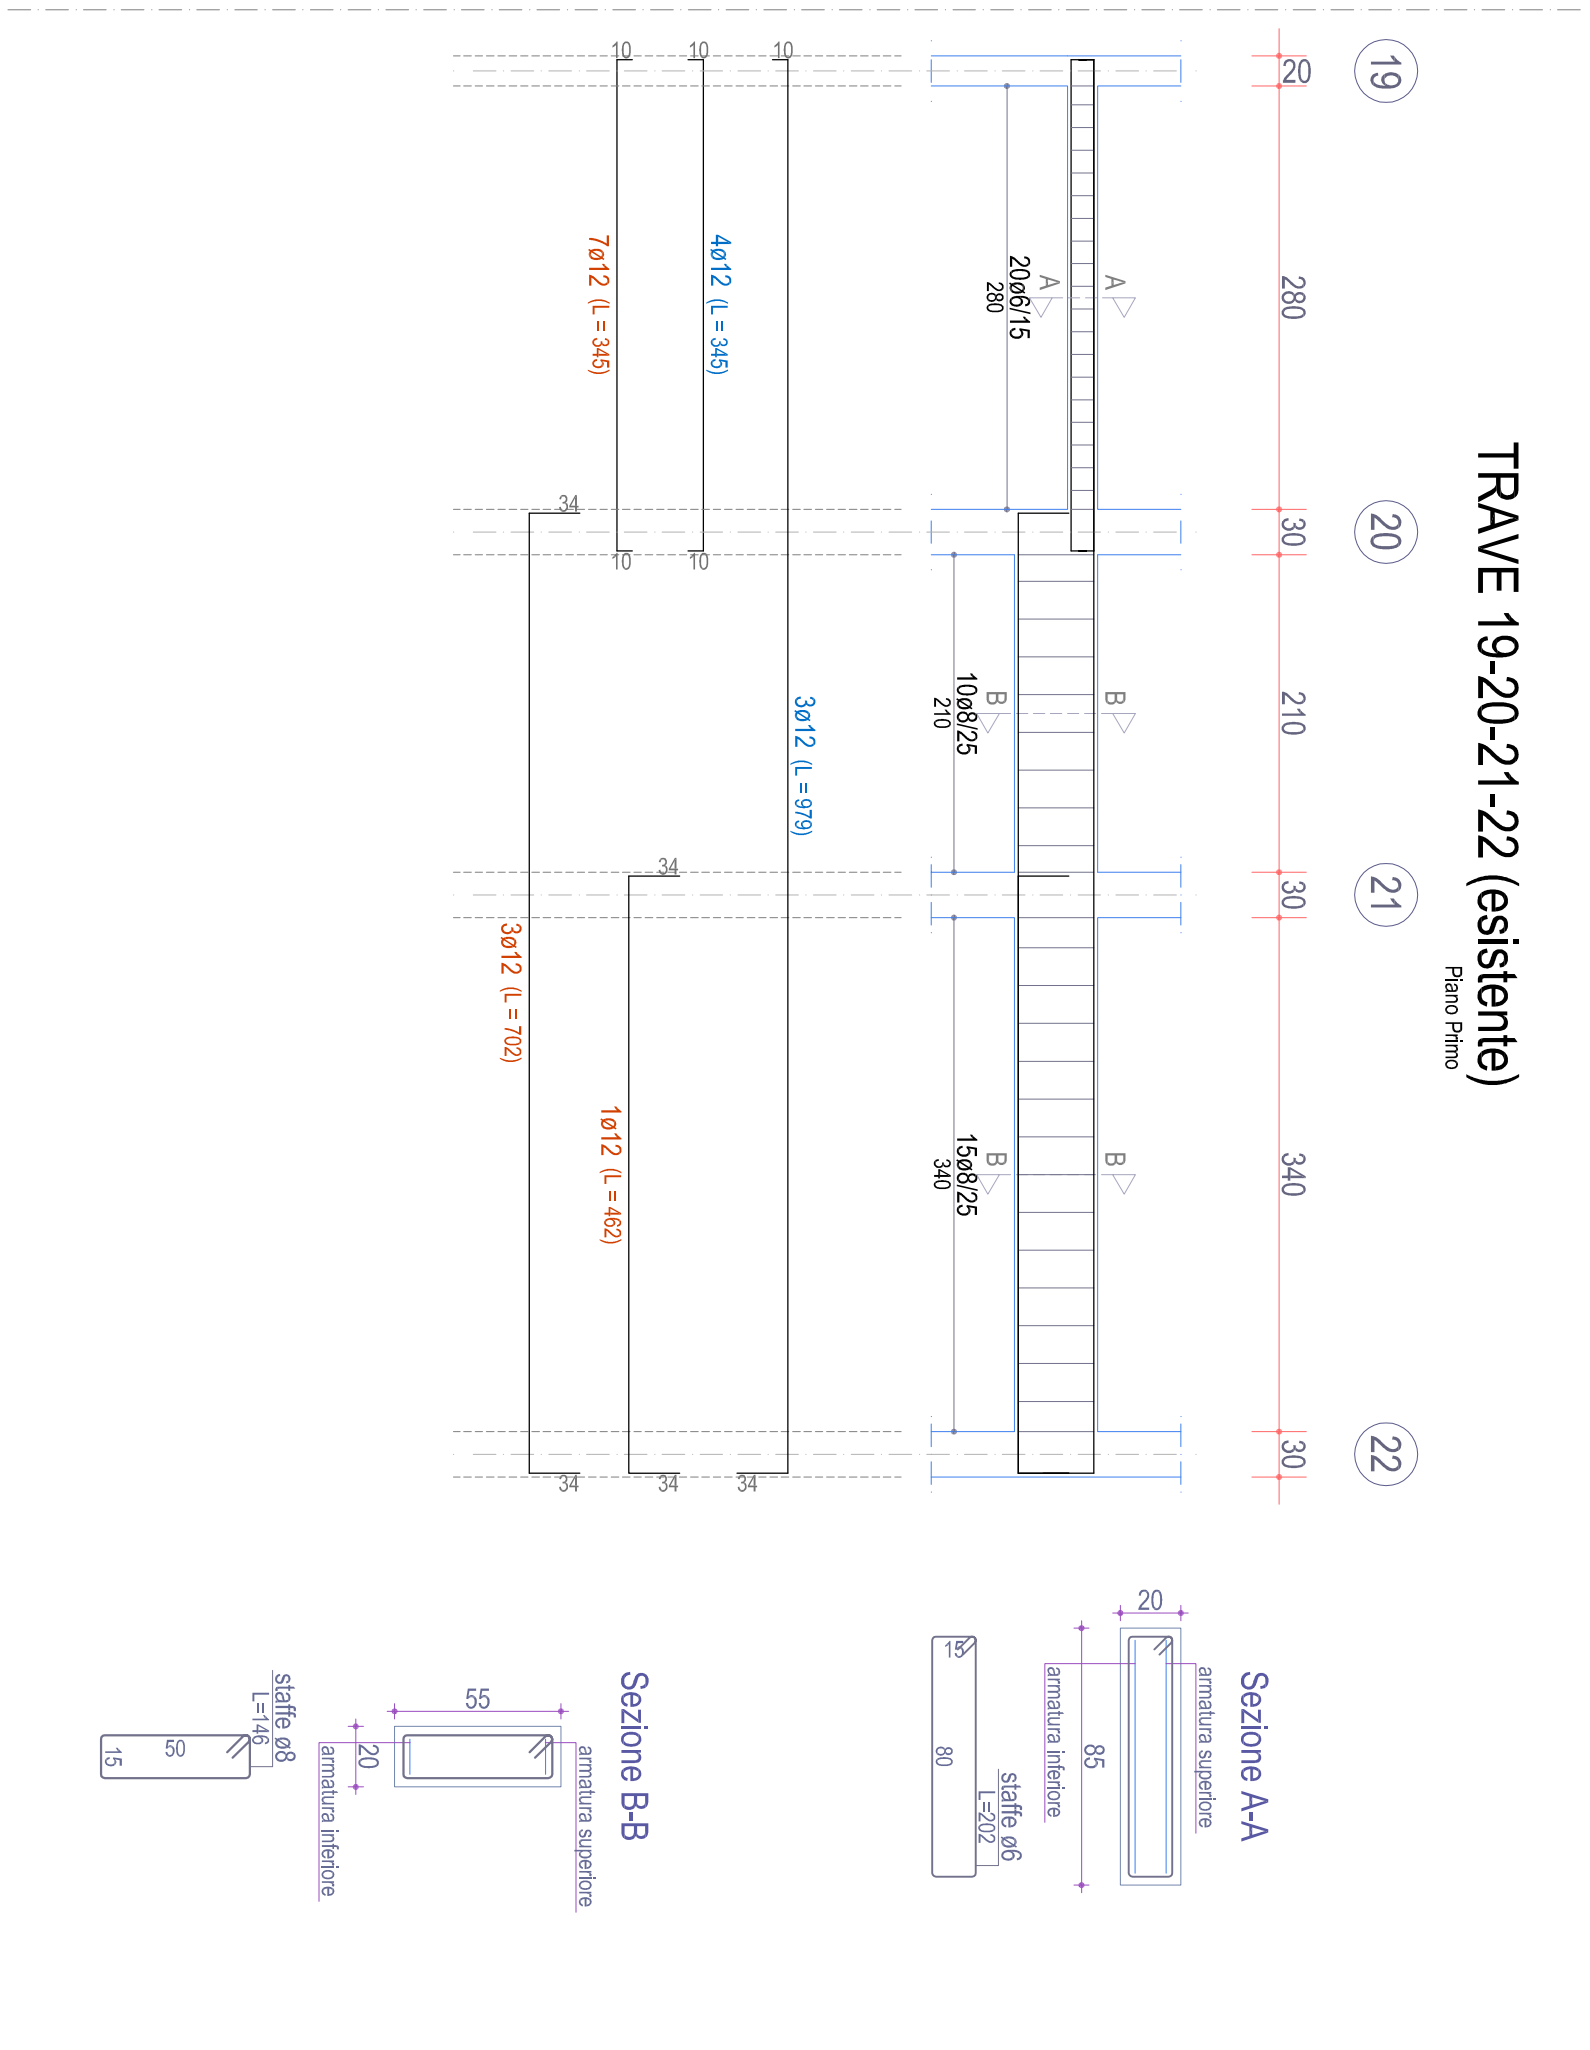 TRAVE 19-20-21-22 (esistente)
Piano Primo
19
20
21
22
20
280
30
210
30
340
30
A
A
B
B
B
B
20ø6/15
280
10ø8/25
210
15ø8/25
340
10
3ø12 (L = 979)
34
10
4ø12 (L = 345)
10
10
7ø12 (L = 345)
10
34
1ø12 (L = 462)
34
34
3ø12 (L = 702)
34
Sezione A-A
armatura superiore
20
85
armatura inferiore
staffe ø6
L=202
15
80
Sezione B-B
armatura superiore
55
20
armatura inferiore
staffe ø8
L=146
50
15